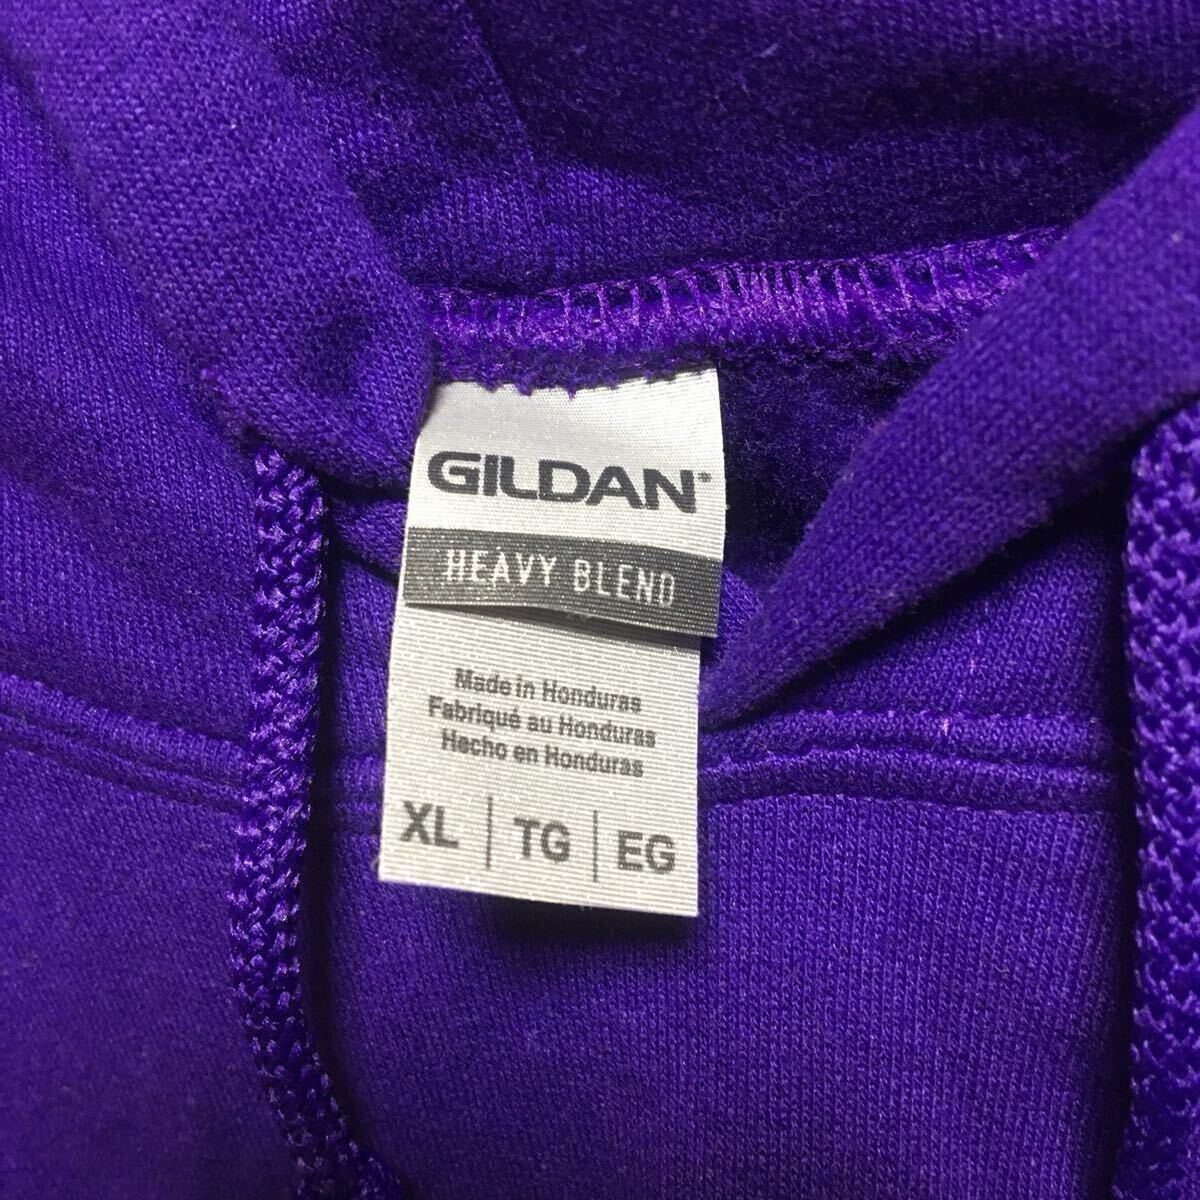 GILDAN
HEAVY BLEND
Made in Honduras
Fabriqué au Honduras
Hecho en Honduras
XL | TG | EG